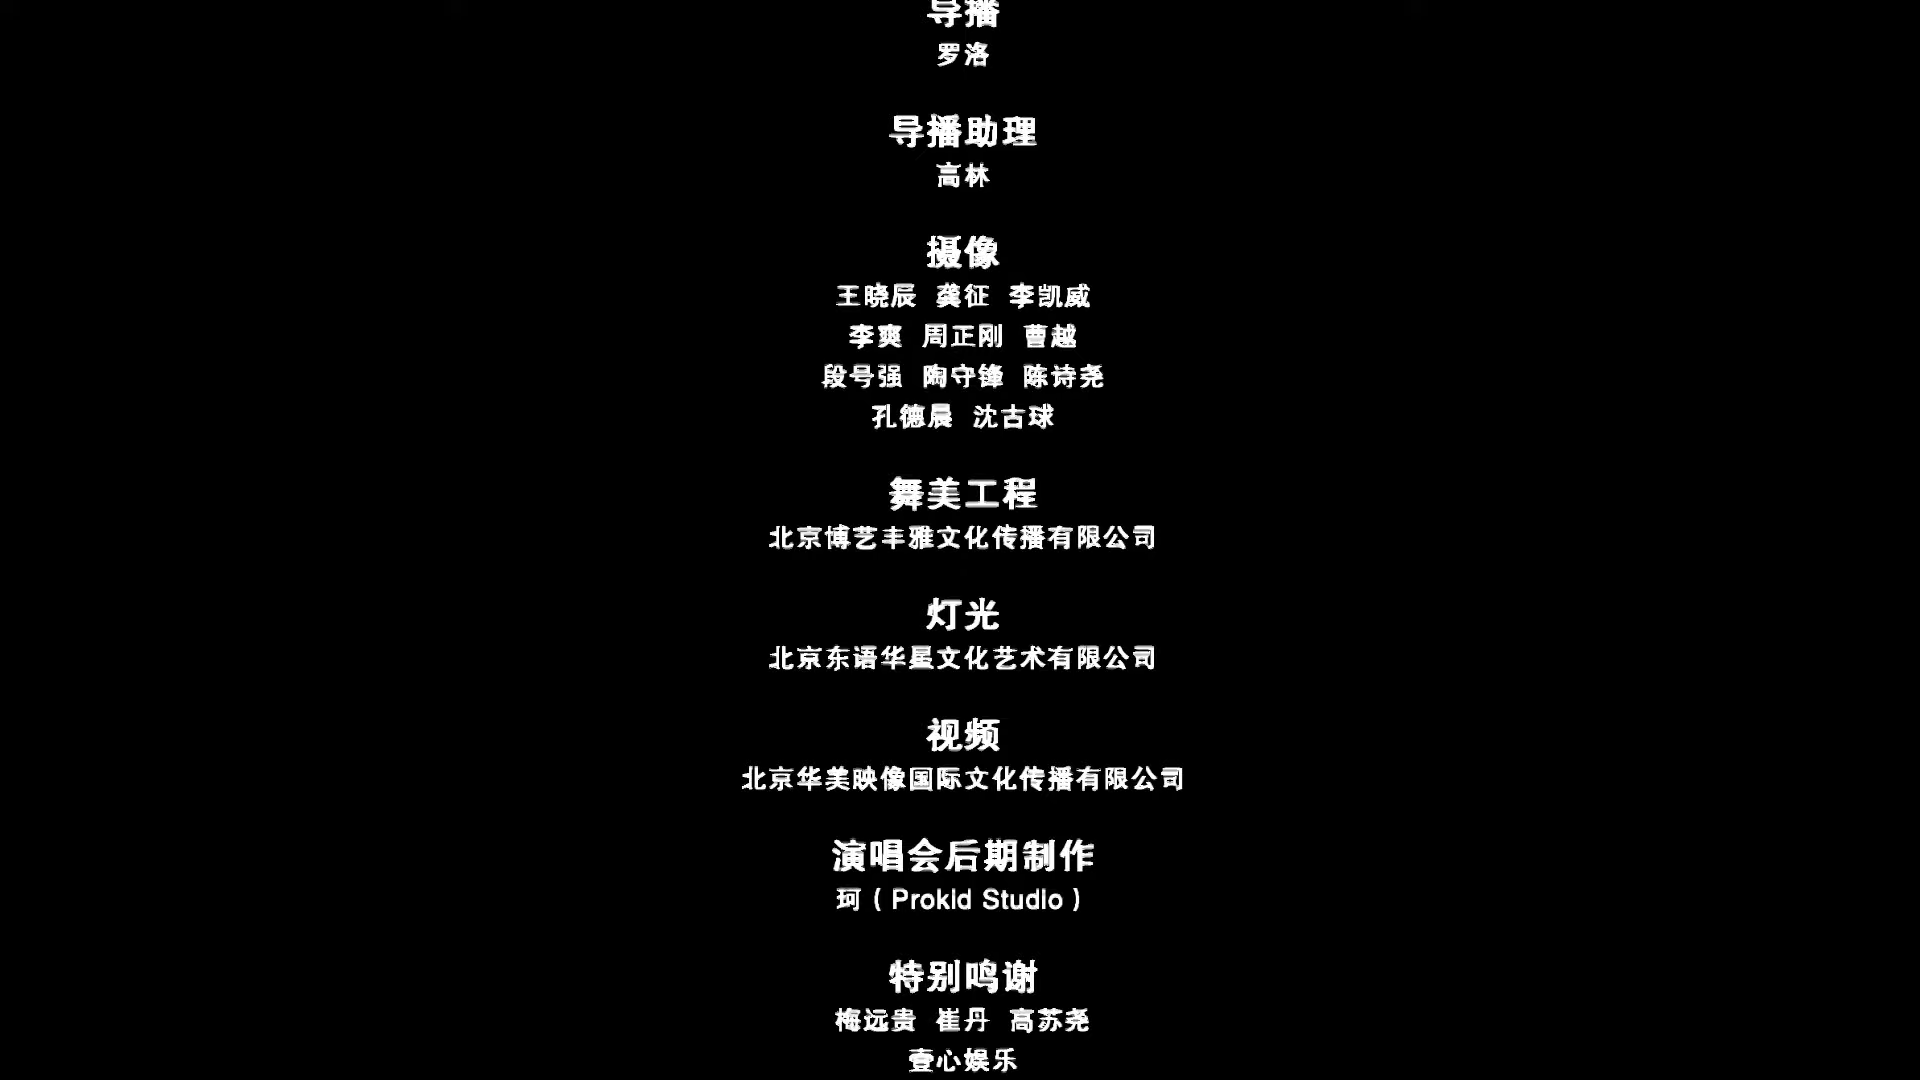 导播
罗洛
导播助理
高林
摄像
王晓辰 龚征 李凯威
李爽 周正刚 曹越
段号强 陶守锋 陈诗尧
孔德晨 沈古球
舞美工程
北京博艺丰雅文化传播有限公司
灯光
北京东语华星文化艺术有限公司
视频
北京华美映像国际文化传播有限公司
演唱会后期制作
珂（Prokid Studio）
特别鸣谢
梅远贵 崔丹 高苏尧
壹心娱乐